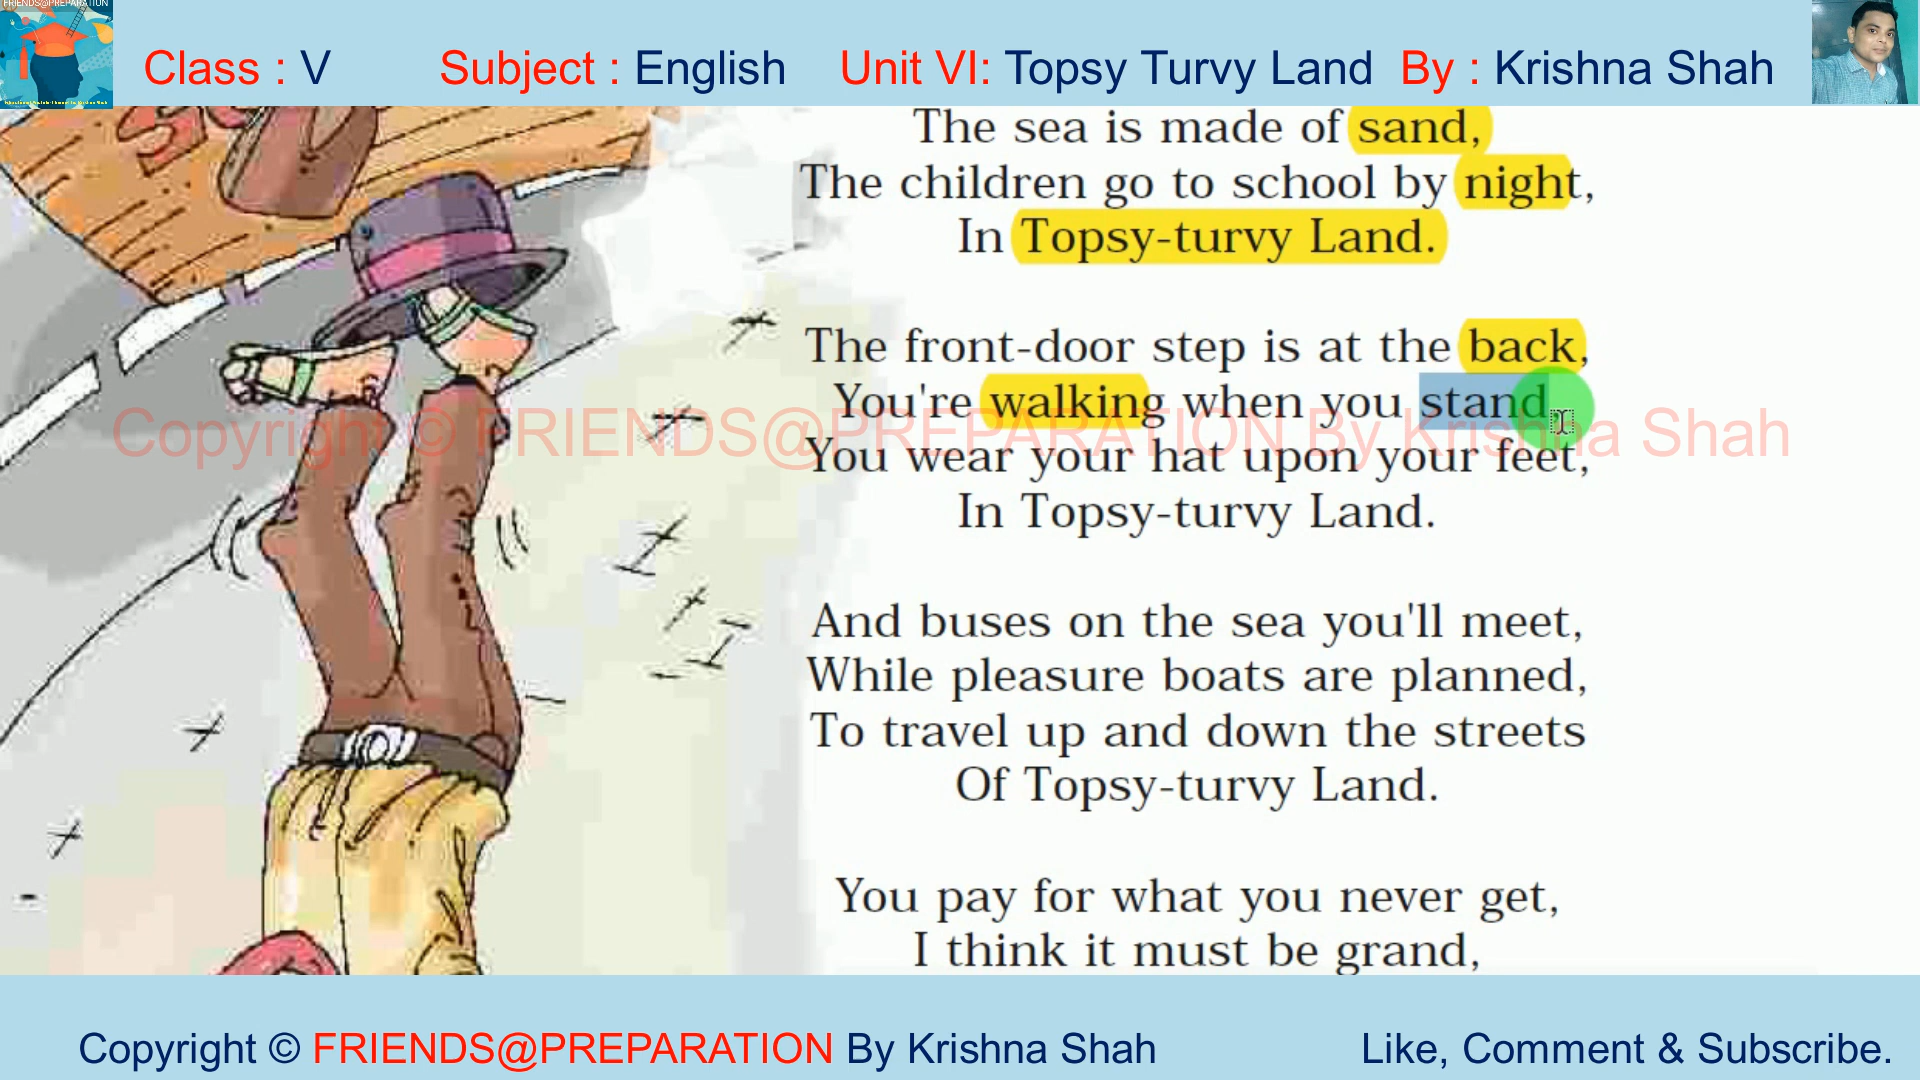 FRIENDS@PREPARATION
Class : V Subject : English Unit VI: Topsy Turvy Land By : Krishna Shah
The sea is made of sand,
The children go to school by night,
In Topsy-turvy Land.
The front-door step is at the back,
You're walking when you stand,
Copyright © FRIENDS@PREPARATION By Krishna Shah
You wear your hat upon your feet,
In Topsy-turvy Land.
And buses on the sea you'll meet,
While pleasure boats are planned,
To travel up and down the streets
Of Topsy-turvy Land.
You pay for what you never get,
I think it must be grand,
Copyright © FRIENDS@PREPARATION By Krishna Shah Like, Comment & Subscribe.